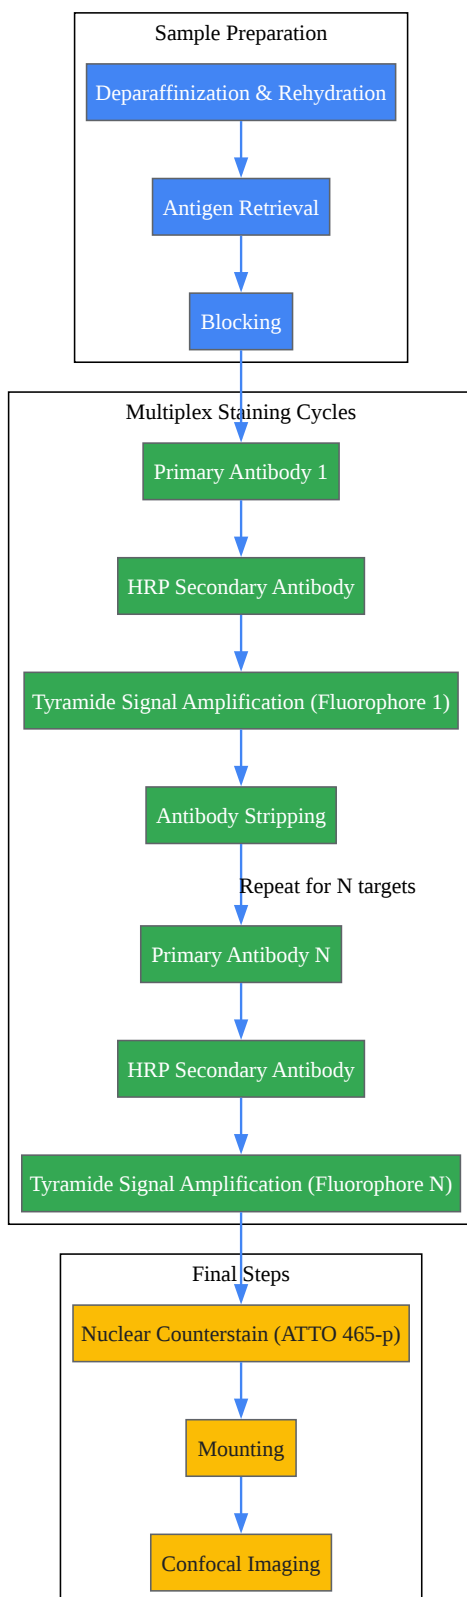 Sample Preparation
Deparaffinization & Rehydration
Antigen Retrieval
Blocking
Multiplex Staining Cycles
Primary Antibody 1
HRP Secondary Antibody
Tyramide Signal Amplification (Fluorophore 1)
Antibody Stripping
Repeat for N targets
Primary Antibody N
HRP Secondary Antibody
Tyramide Signal Amplification (Fluorophore N)
Final Steps
Nuclear Counterstain (ATTO 465-p)
Mounting
Confocal Imaging